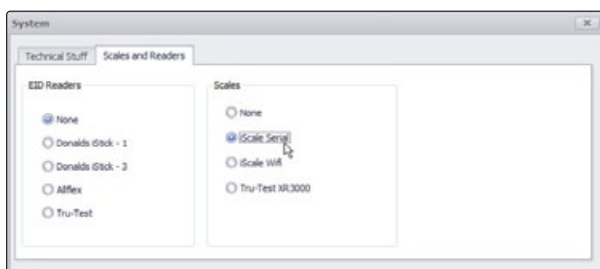 System
Technical Stuff
Scales and Readers
EID Readers
None
Donalds iStick - 1
Donalds iStick - 3
Allflex
Tru-Test
Scales
None
iScale Serial
iScale Wifi
Tru-Test XR3000